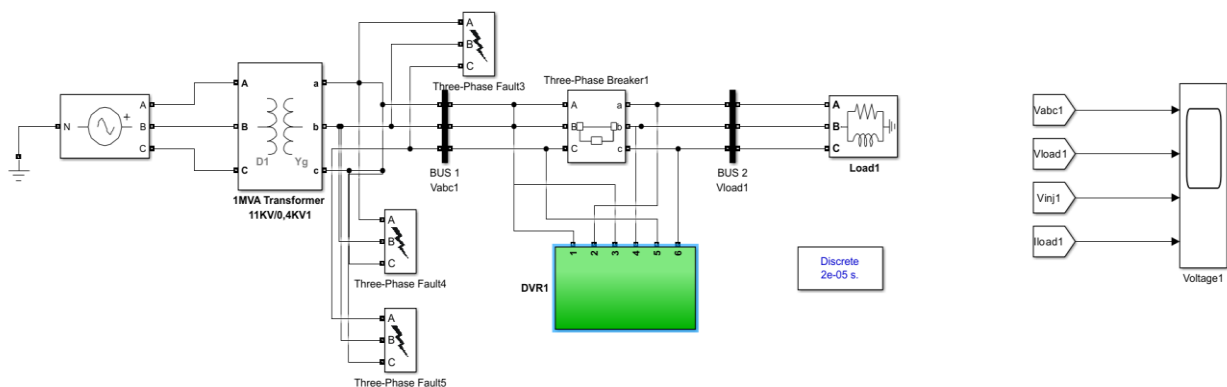 A
B
C
Three-Phase Fault3
N
A
B
C
A
B
C
D1
Yg
a
b
c
1MVA Transformer
11KV/0,4KV1
BUS 1
Vabc1
Three-Phase Breaker1
A
B
C
a
b
c
BUS 2
Vload1
A
B
C
Load1
Vabc1
Vload1
Vinj1
Iload1
Voltage1
A
B
C
Three-Phase Fault4
1
2
3
4
5
6
DVR1
Discrete
2e-05 s.
A
B
C
Three-Phase Fault5